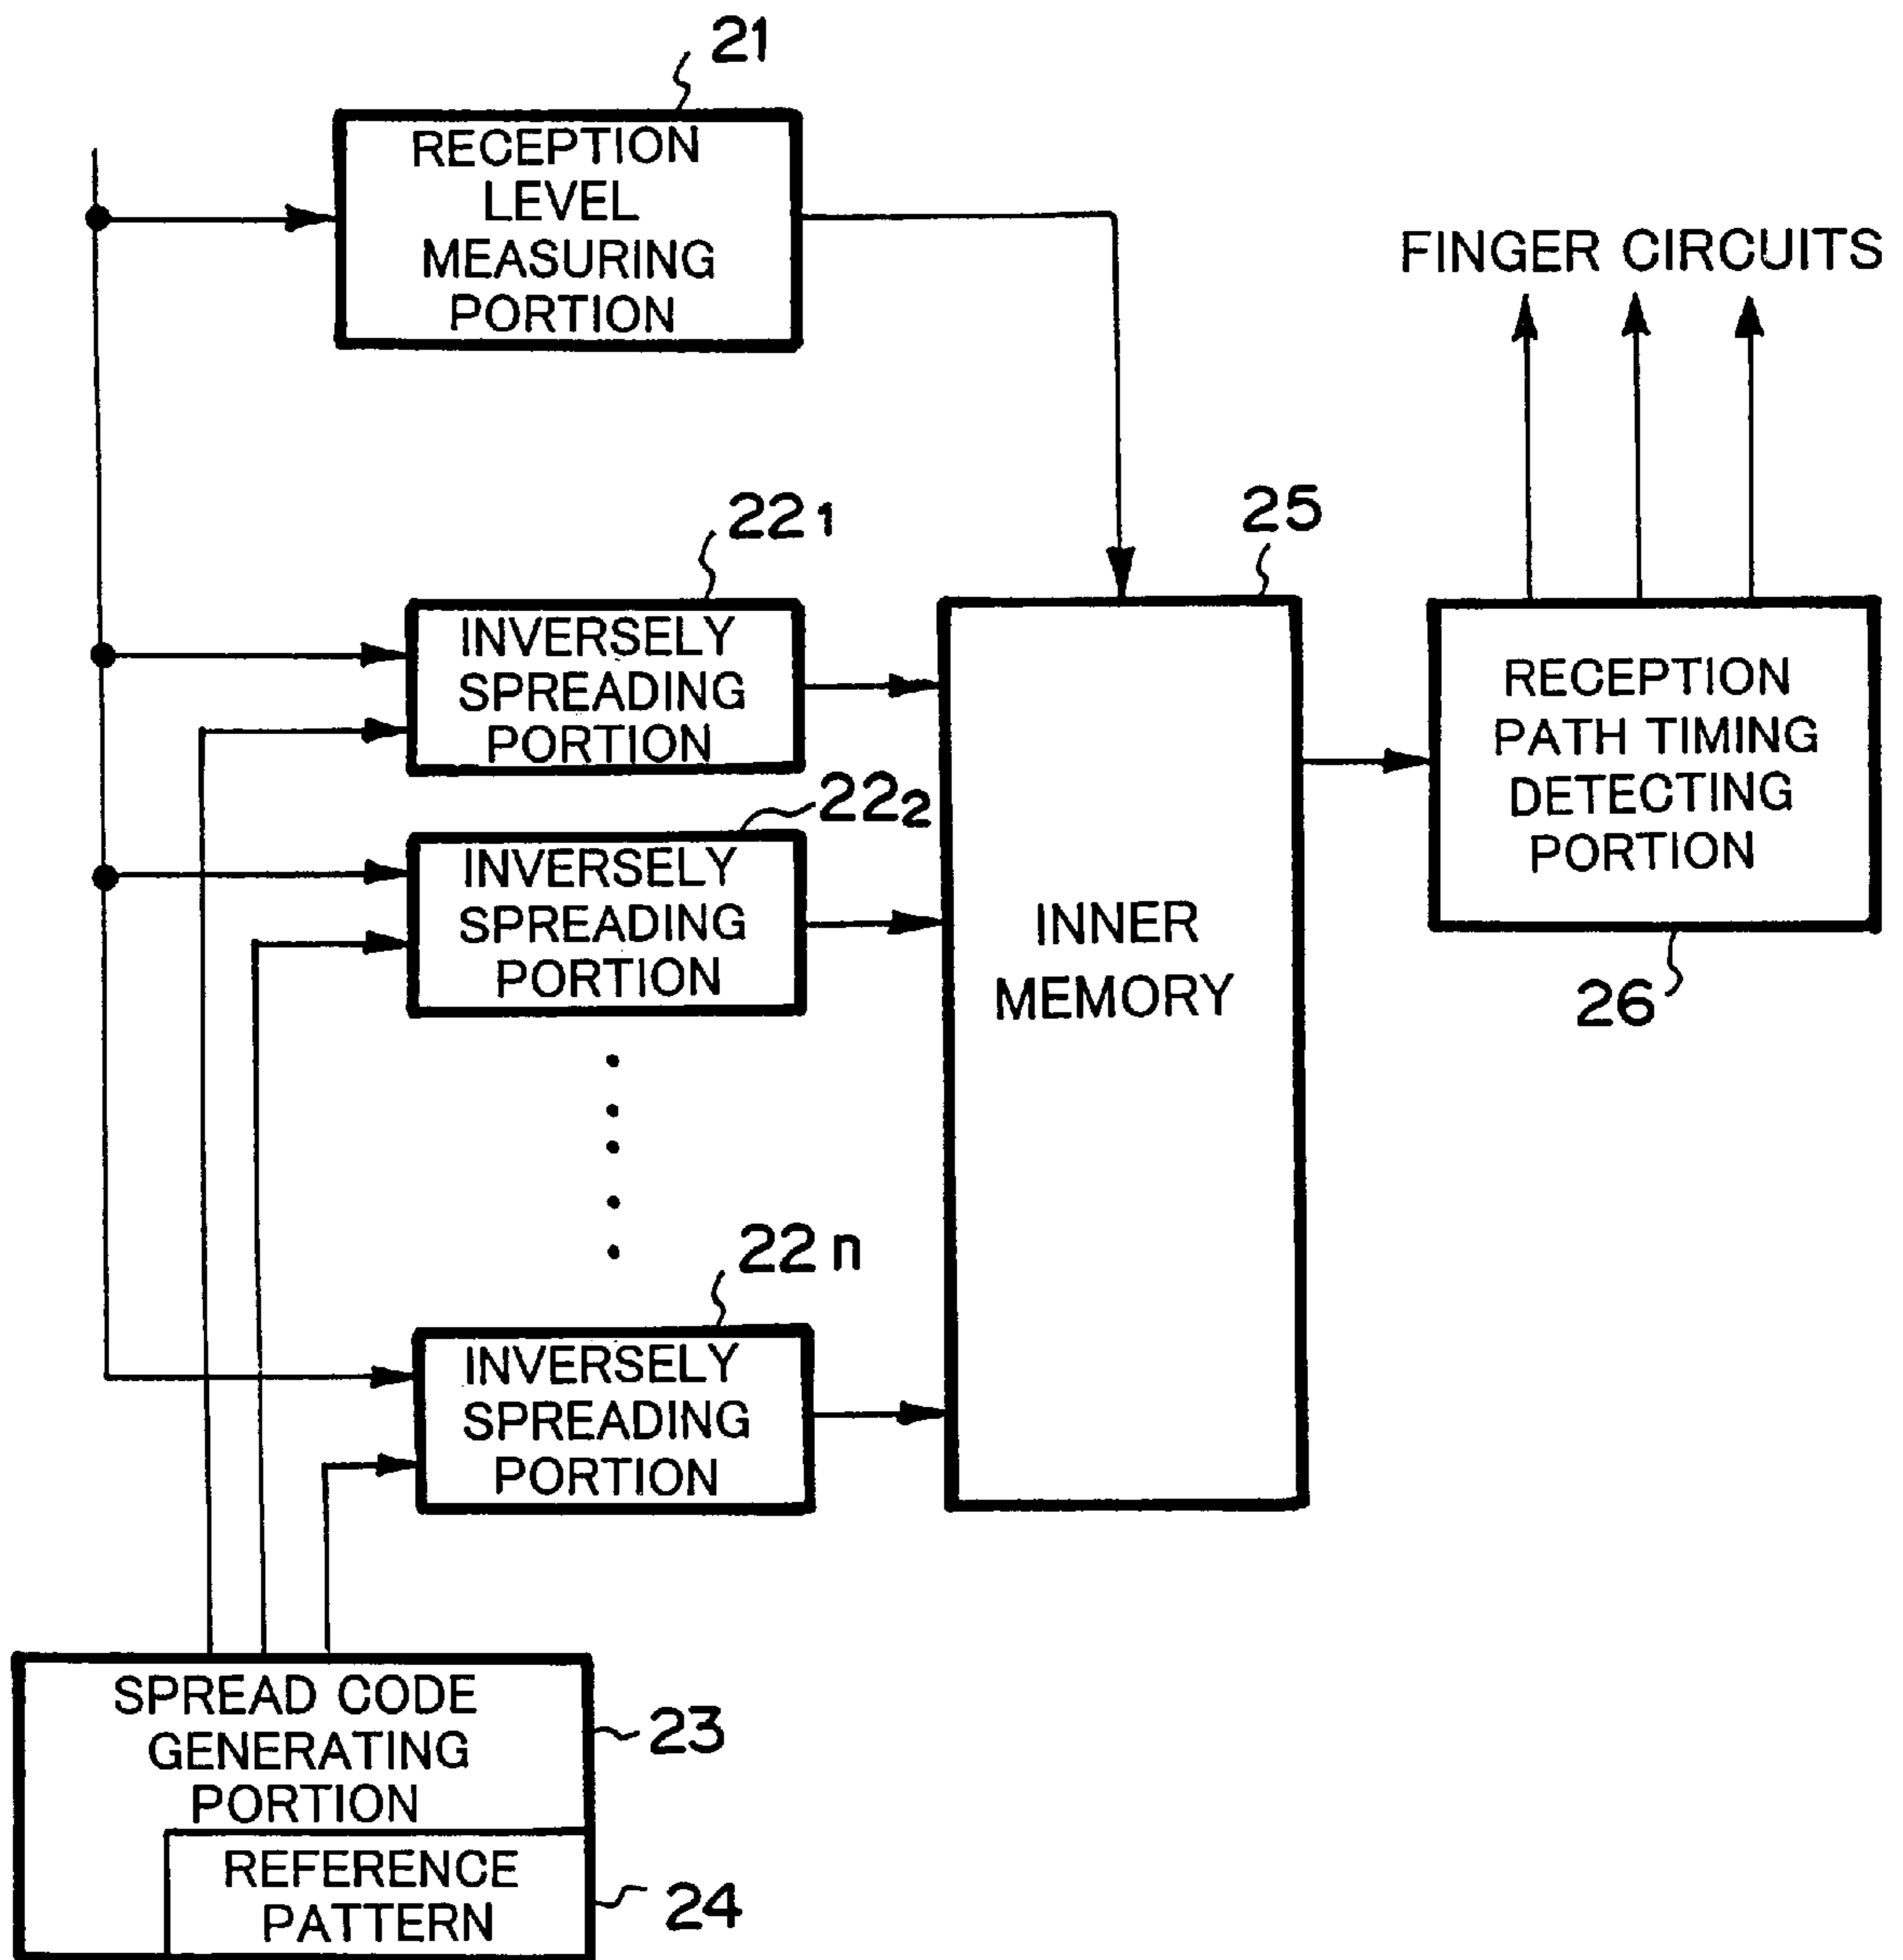 21
RECEPTION
LEVEL
MEASURING
PORTION
FINGER CIRCUITS
22₁
INVERSELY
SPREADING
PORTION
22₂
INVERSELY
SPREADING
PORTION
22n
INVERSELY
SPREADING
PORTION
25
INNER
MEMORY
RECEPTION
PATH TIMING
DETECTING
PORTION
26
SPREAD CODE
GENERATING
PORTION
23
REFERENCE
PATTERN
24